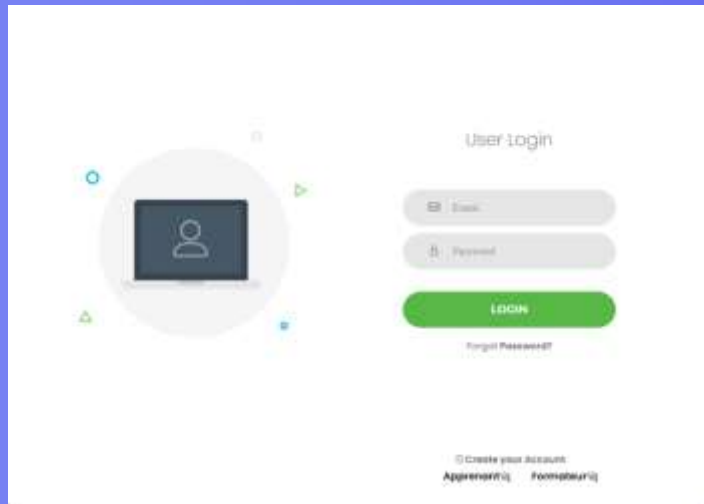 User Login
Email
Password
LOGIN
Forgot Password?
Create your Account
Apprenant
Formateur